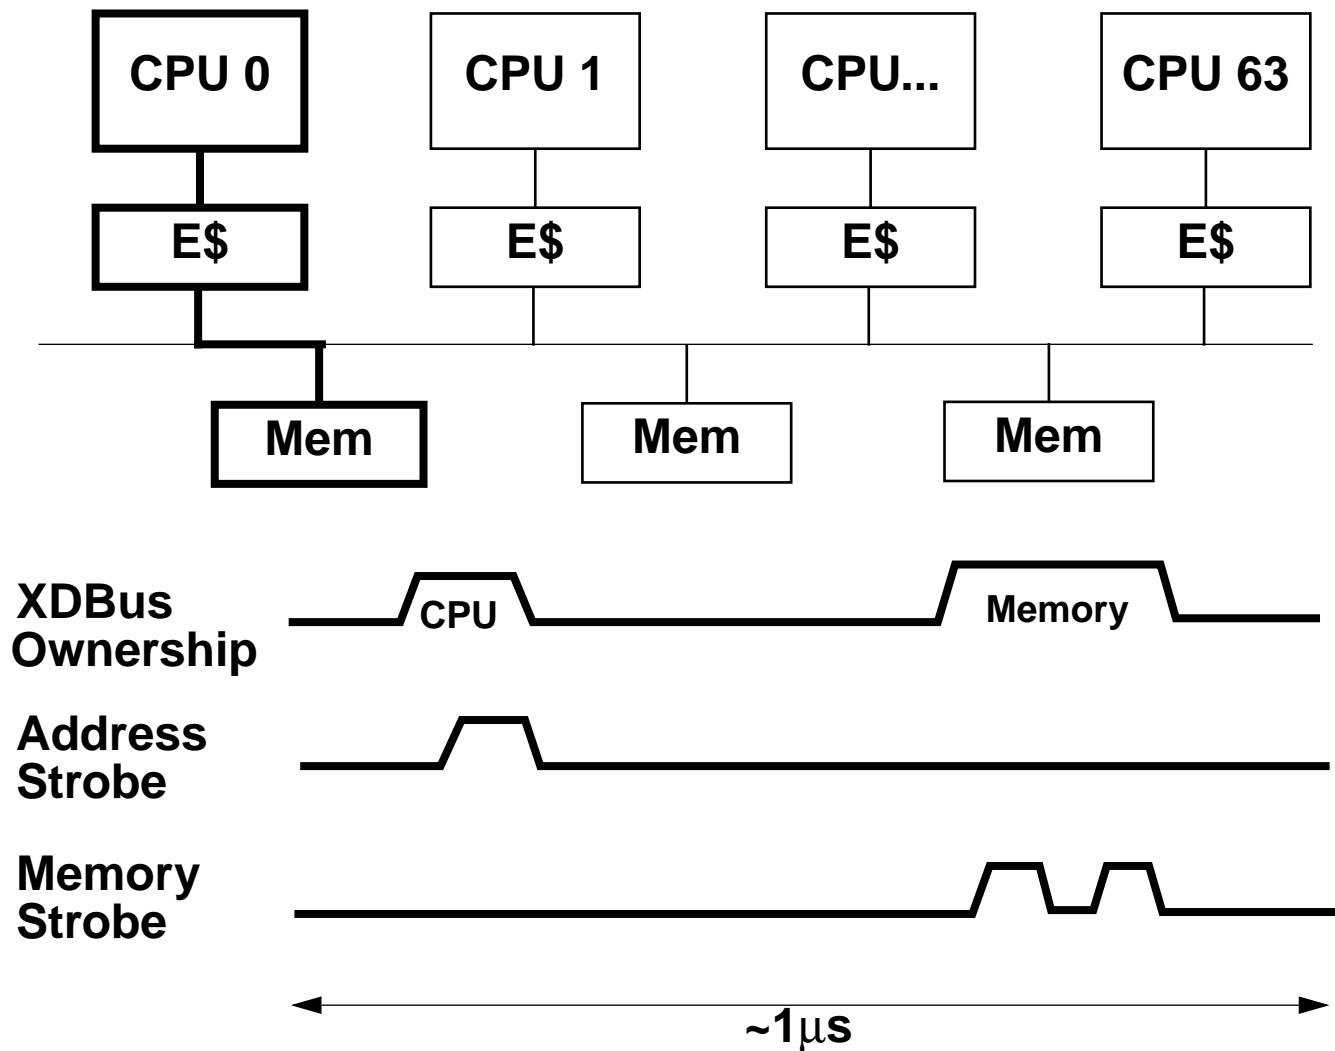 CPU 0
CPU 1
CPU...
CPU 63
E$
E$
E$
E$
Mem
Mem
Mem
XDBus
Ownership
CPU
Memory
Address
Strobe
Memory
Strobe
~1μs